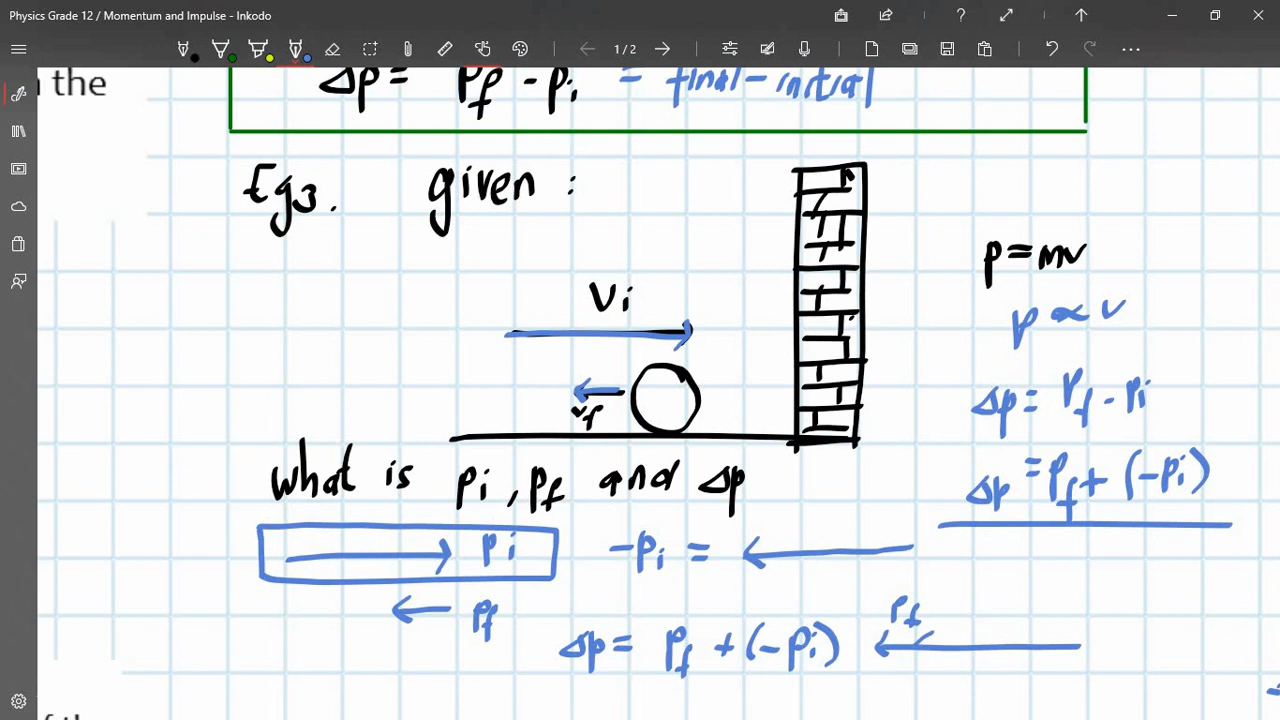 Physics Grade 12 / Momentum and Impulse - Inkodo
1/2
the
Δp = Pf - Pi = final - initial
Eg3. given :
p = mv
Vi
p ∝ v
vf
Δp = Pf - Pi
Δp = Pf + (-Pi)
what is pi, pf and Δp
pi
-Pi =
Pf
Pf
Δp = Pf + (-Pi)